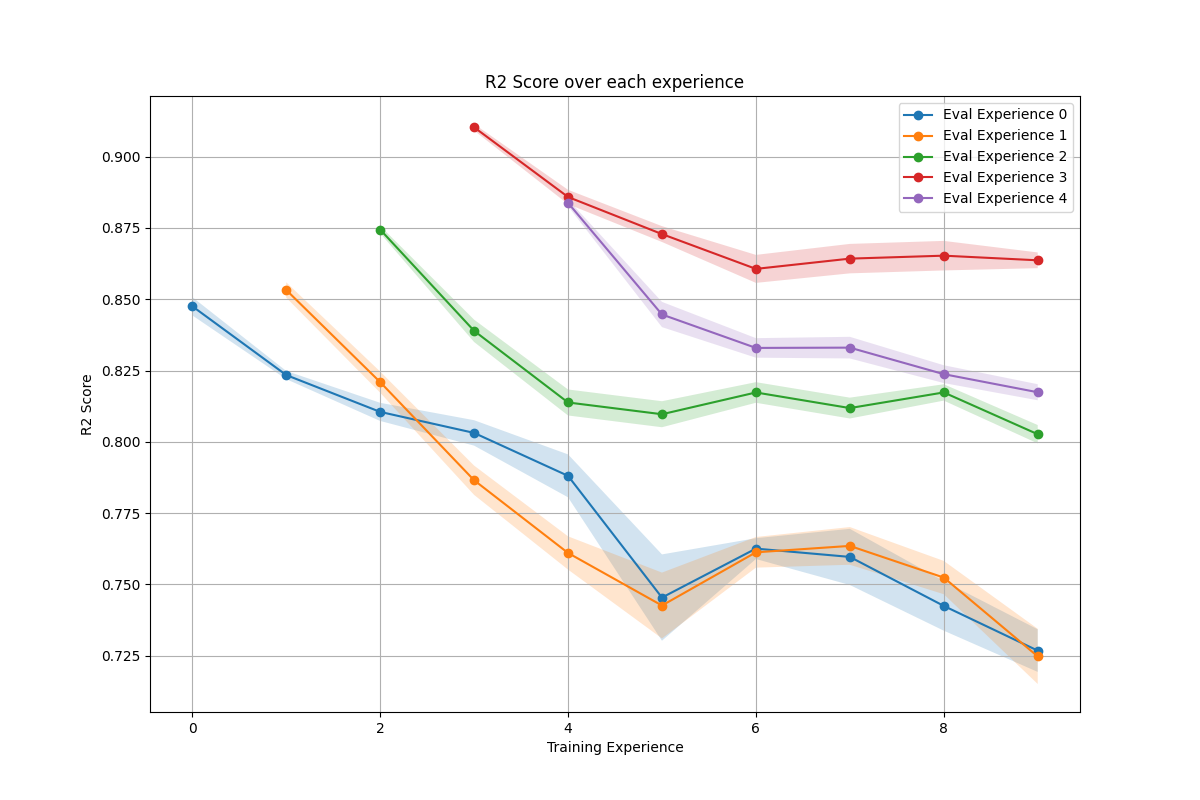 R2 Score over each experience
Eval Experience 0
Eval Experience 1
Eval Experience 2
Eval Experience 3
Eval Experience 4
0.900
0.875
0.850
0.825
0.800
0.775
0.750
0.725
R2 Score
0 2 4 6 8
Training Experience